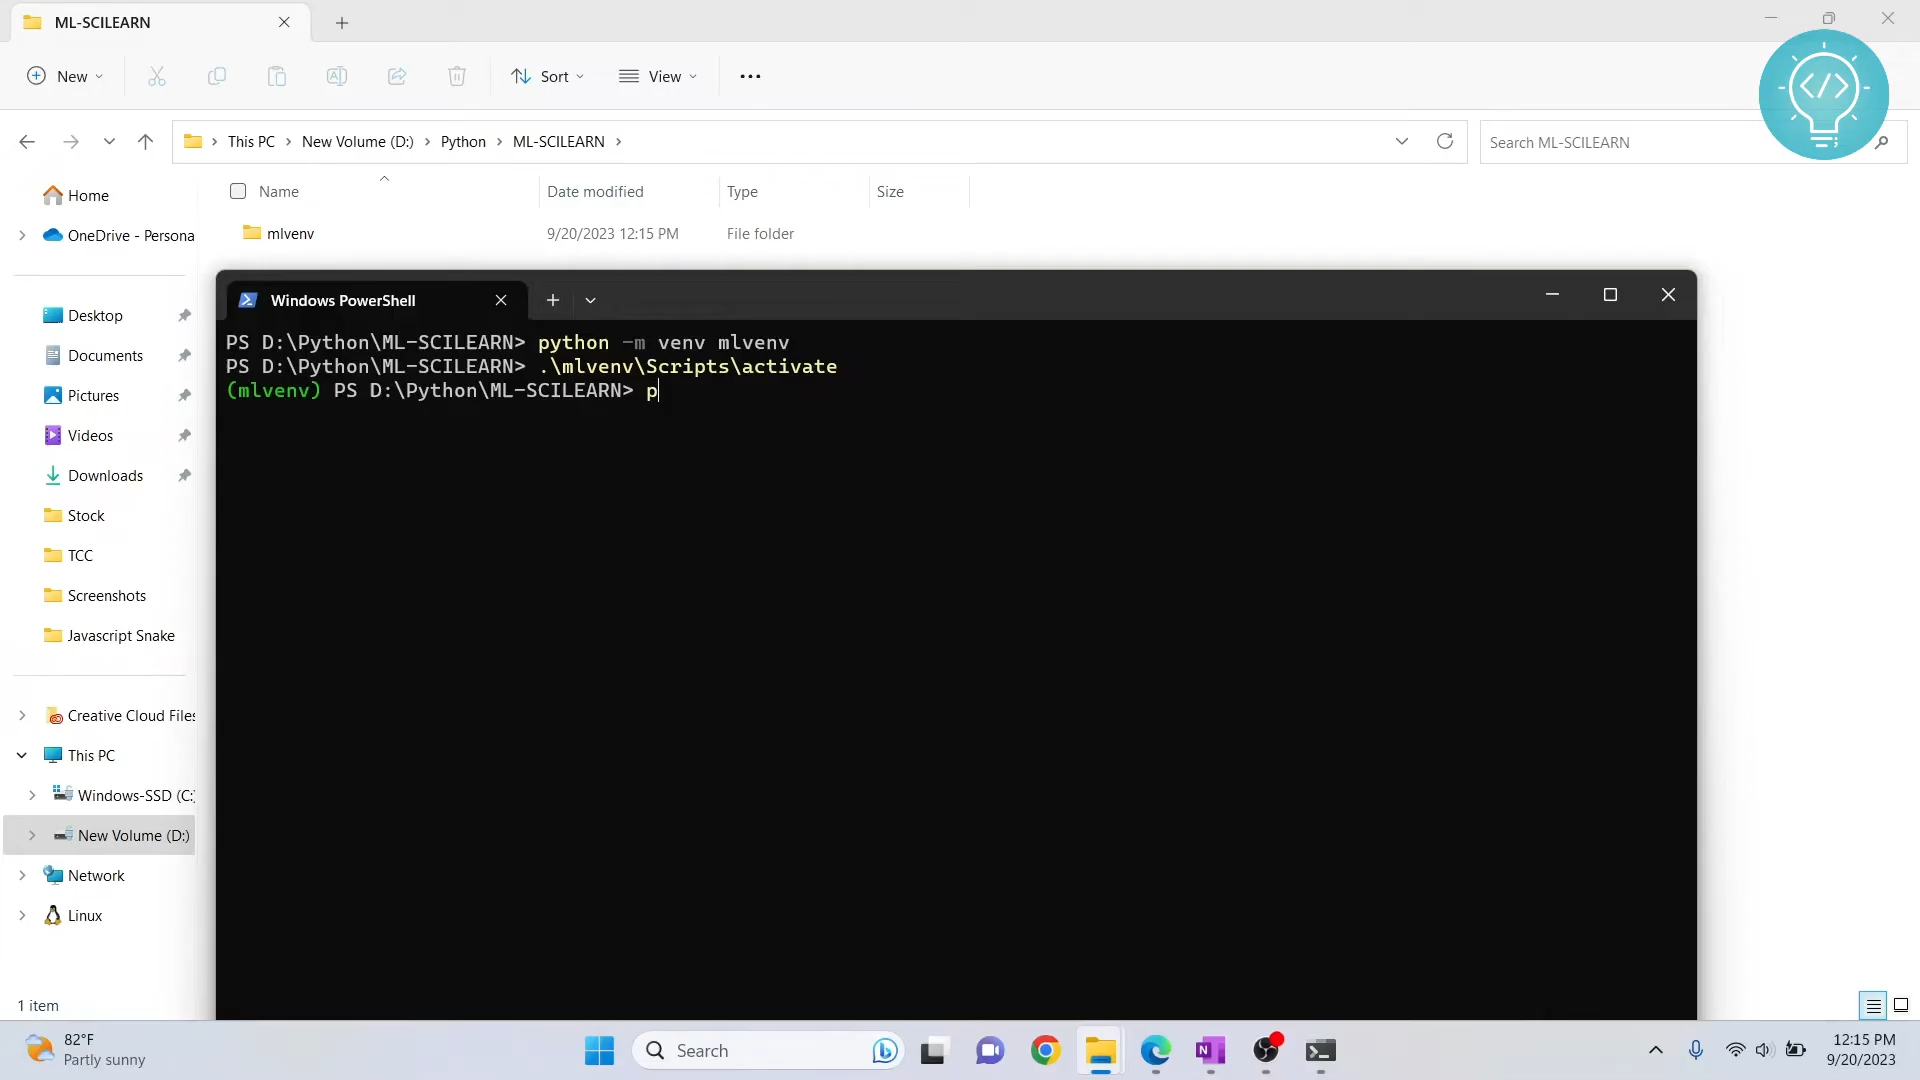 ML-SCILEARN
New
Sort
View
This PC
New Volume (D:)
Python
ML-SCILEARN
Search ML-SCILEARN
</>
Home
OneDrive - Persona
Desktop
Documents
Pictures
Videos
Downloads
Stock
TCC
Screenshots
Javascript Snake
Creative Cloud Files
This PC
Windows-SSD (C:)
New Volume (D:)
Network
Linux
1 item
Name
Date modified
Type
Size
mlvenv
9/20/2023 12:15 PM
File folder
Windows PowerShell
PS D:\Python\ML-SCILEARN> python -m venv mlvenv
PS D:\Python\ML-SCILEARN> .\mlvenv\Scripts\activate
(mlvenv) PS D:\Python\ML-SCILEARN> p
82°F
Partly sunny
Search
12:15 PM
9/20/2023